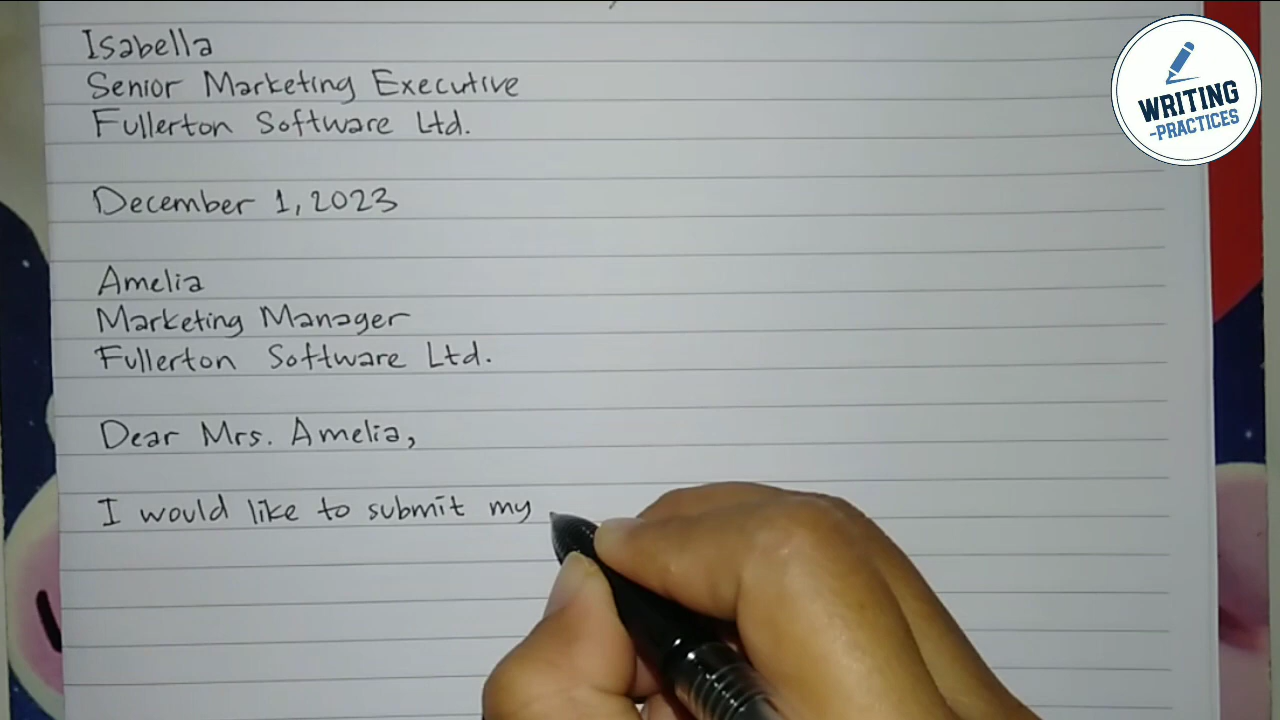 Isabella
Senior Marketing Executive
Fullerton Software Ltd.
December 1, 2023
Amelia
Marketing Manager
Fullerton Software Ltd.
Dear Mrs. Amelia,
I would like to submit my
WRITING
-PRACTICES